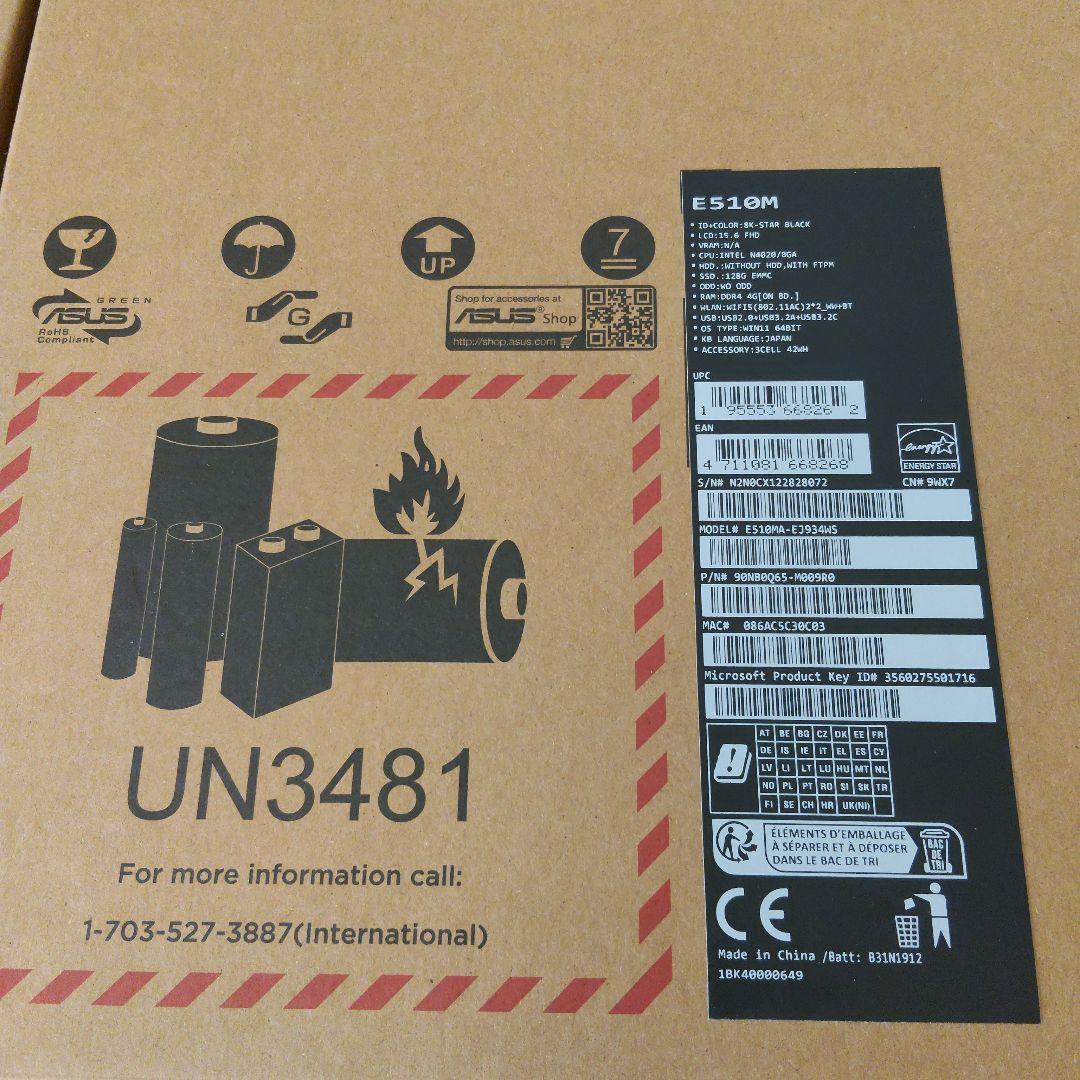 UP
7
GREEN
ASUS
RoHS
Compliant
G
Shop for accessories at
ASUS® Shop
http://shop.asus.com
UN3481
For more information call:
1-703-527-3887(International)
E510M
• ID+COLOR:8K-STAR BLACK
• LCD:15.6 FHD
• VRAM:N/A
• CPU:INTEL N4020/BGA
• HDD.:WITHOUT HDD,WITH FTPM
• SSD.:128G EMMC
• ODD:WO ODD
• RAM:DDR4 4G[ON BD.]
• WLAN:WIFI5(802.11AC)2*2_WW+BT
• USB:USB2.0+USB3.2A+USB3.2C
• OS TYPE:WIN11 64BIT
• KB LANGUAGE:JAPAN
• ACCESSORY:3CELL 42WH
UPC
1 95553 66826 2
EAN
4 711081 668268
energy
ENERGY STAR
S/N# N2N0CX122828072 CN# 9WX7
MODEL# E510MA-EJ934WS
P/N# 90NB0Q65-M009R0
MAC# 086AC5C30C03
Microsoft Product Key ID# 3560275501716
AT BE BG CZ DK EE FR
DE IS IE IT EL ES CY
LV LI LT LU HU MT NL
NO PL PT RO SI SK TR
FI SE CH HR UK(NI)
ÉLÉMENTS D'EMBALLAGE
À SÉPARER ET À DÉPOSER
DANS LE BAC DE TRI
BAC
DE
TRI
CE
Made in China /Batt: B31N1912
1BK40000649